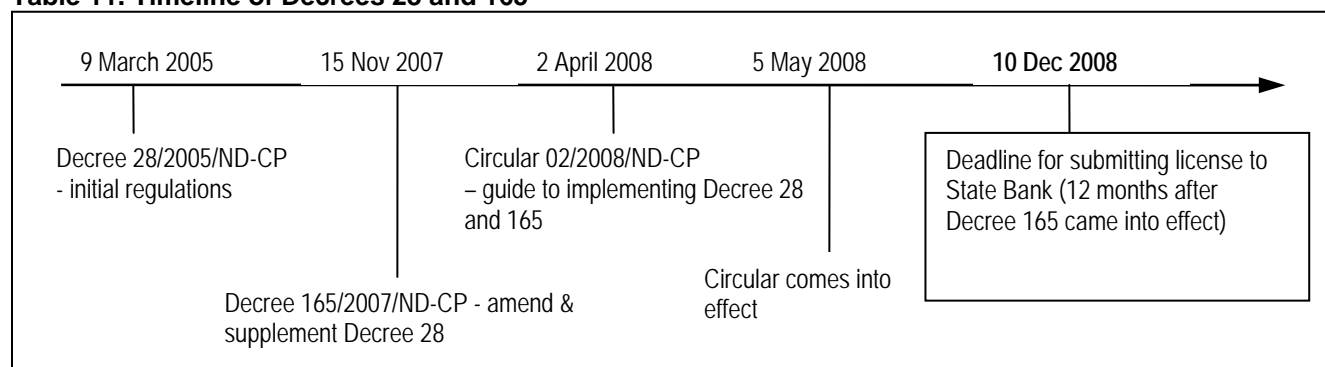 Table 11. Timeline of Decrees 28 and 165
9 March 2005 15 Nov 2007 2 April 2008 5 May 2008 10 Dec 2008
Decree 28/2005/ND-CP
- initial regulations
Circular 02/2008/ND-CP
– guide to implementing Decree 28
and 165
Deadline for submitting license to
State Bank (12 months after
Decree 165 came into effect)
Circular comes into
effect
Decree 165/2007/ND-CP - amend &
supplement Decree 28